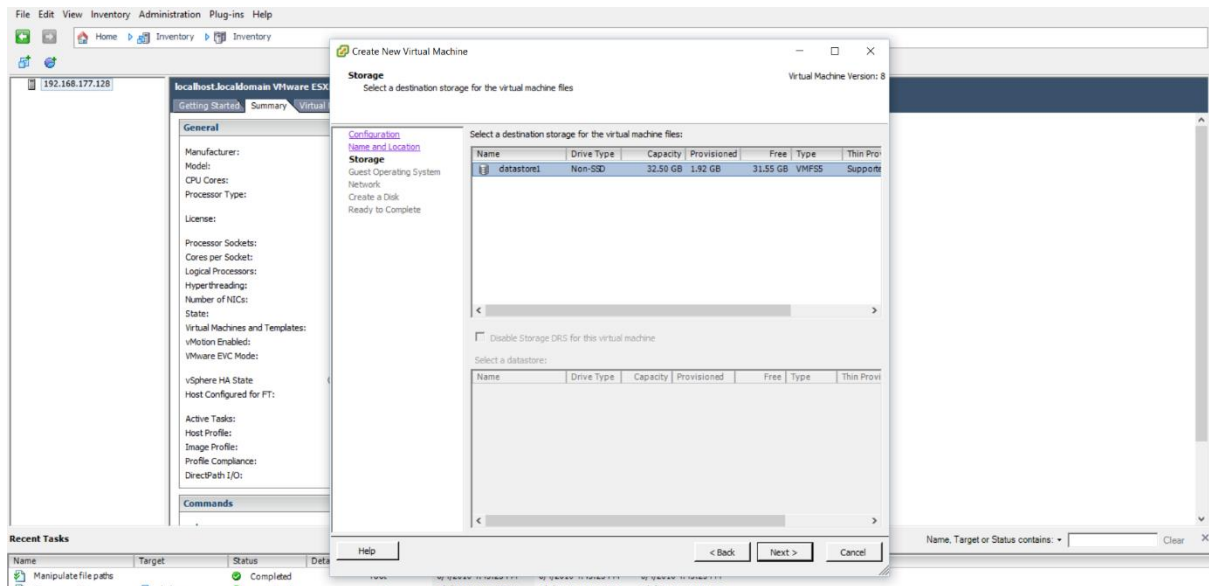 File Edit View Inventory Administration Plug-ins Help
Home Inventory Inventory
192.168.177.128
localhost.localdomain VMware ESX
Getting Started Summary Virtual
General
Manufacturer:
Model:
CPU Cores:
Processor Type:
License:
Processor Sockets:
Cores per Socket:
Logical Processors:
Hyperthreading:
Number of NICs:
State:
Virtual Machines and Templates:
vMotion Enabled:
VMware EVC Mode:
vSphere HA State
Host Configured for FT:
Active Tasks:
Host Profile:
Image Profile:
Profile Compliance:
DirectPath I/O:
Commands
Create New Virtual Machine
Storage
Select a destination storage for the virtual machine files
Virtual Machine Version: 8
Configuration
Name and Location
Storage
Guest Operating System
Network
Create a Disk
Ready to Complete
Select a destination storage for the virtual machine files:
Name Drive Type Capacity Provisioned Free Type Thin Pro
datastore1 Non-SSD 32.50 GB 1.92 GB 31.55 GB VMFS5 Supporte
Disable Storage DRS for this virtual machine
Select a datastore:
Name Drive Type Capacity Provisioned Free Type Thin Provi
Help < Back Next > Cancel
Recent Tasks
Name, Target or Status contains: Clear
Name Target Status Deta
Manipulate file paths Completed